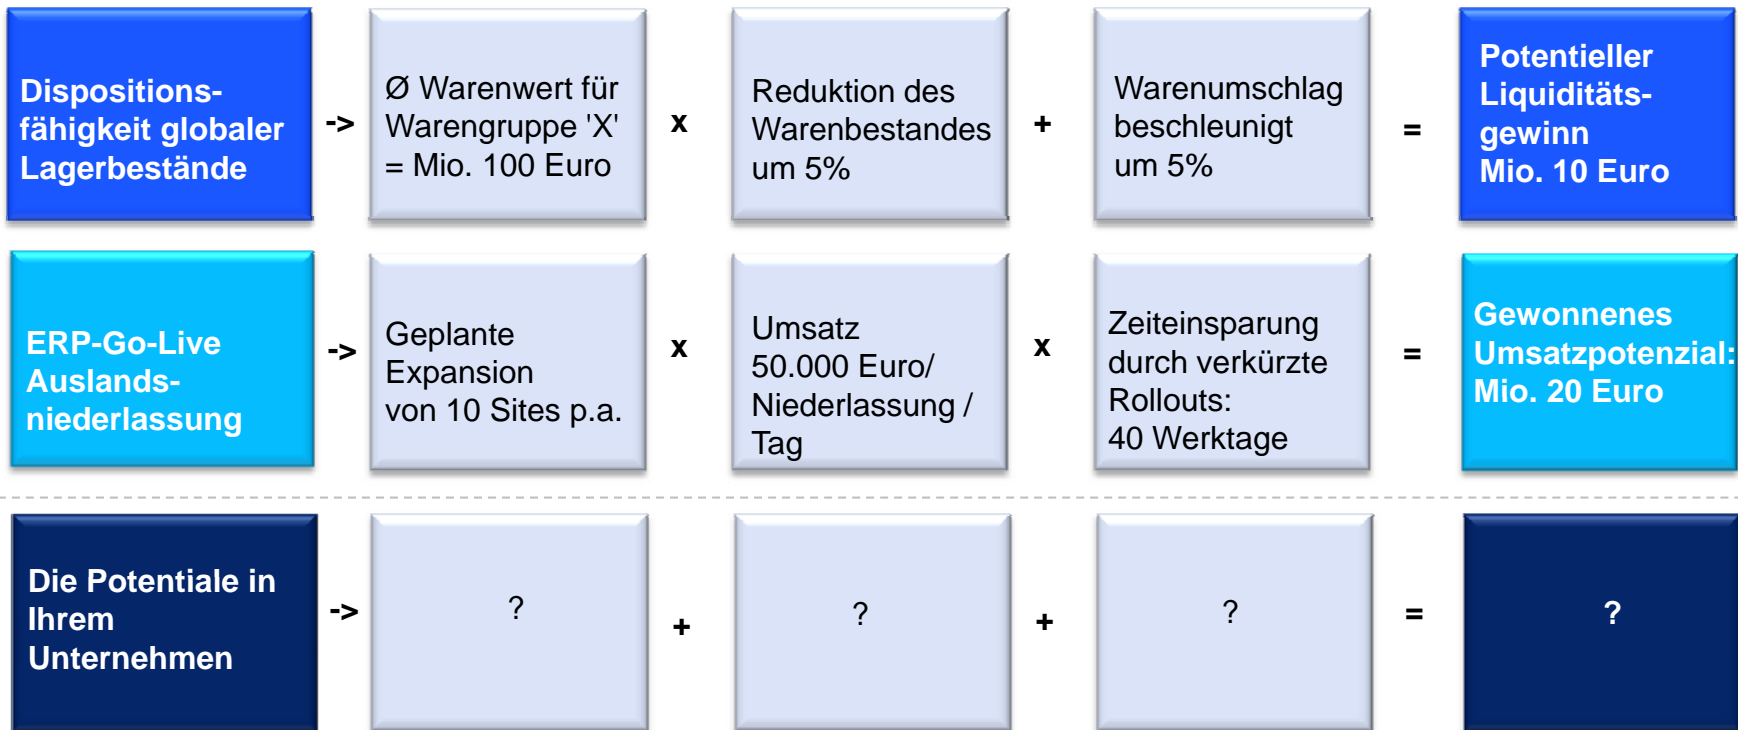 Dispositions-
fähigkeit globaler
Lagerbestände
->
Ø Warenwert für
Warengruppe 'X'
= Mio. 100 Euro
x
Reduktion des
Warenbestandes
um 5%
+
Warenumschlag
beschleunigt
um 5%
=
Potentieller
Liquiditäts-
gewinn
Mio. 10 Euro
ERP-Go-Live
Auslands-
niederlassung
->
Geplante
Expansion
von 10 Sites p.a.
x
Umsatz
50.000 Euro/
Niederlassung /
Tag
x
Zeiteinsparung
durch verkürzte
Rollouts:
40 Werktage
=
Gewonnenes
Umsatzpotenzial:
Mio. 20 Euro
Die Potentiale in
Ihrem
Unternehmen
->
?
+
?
+
?
=
?